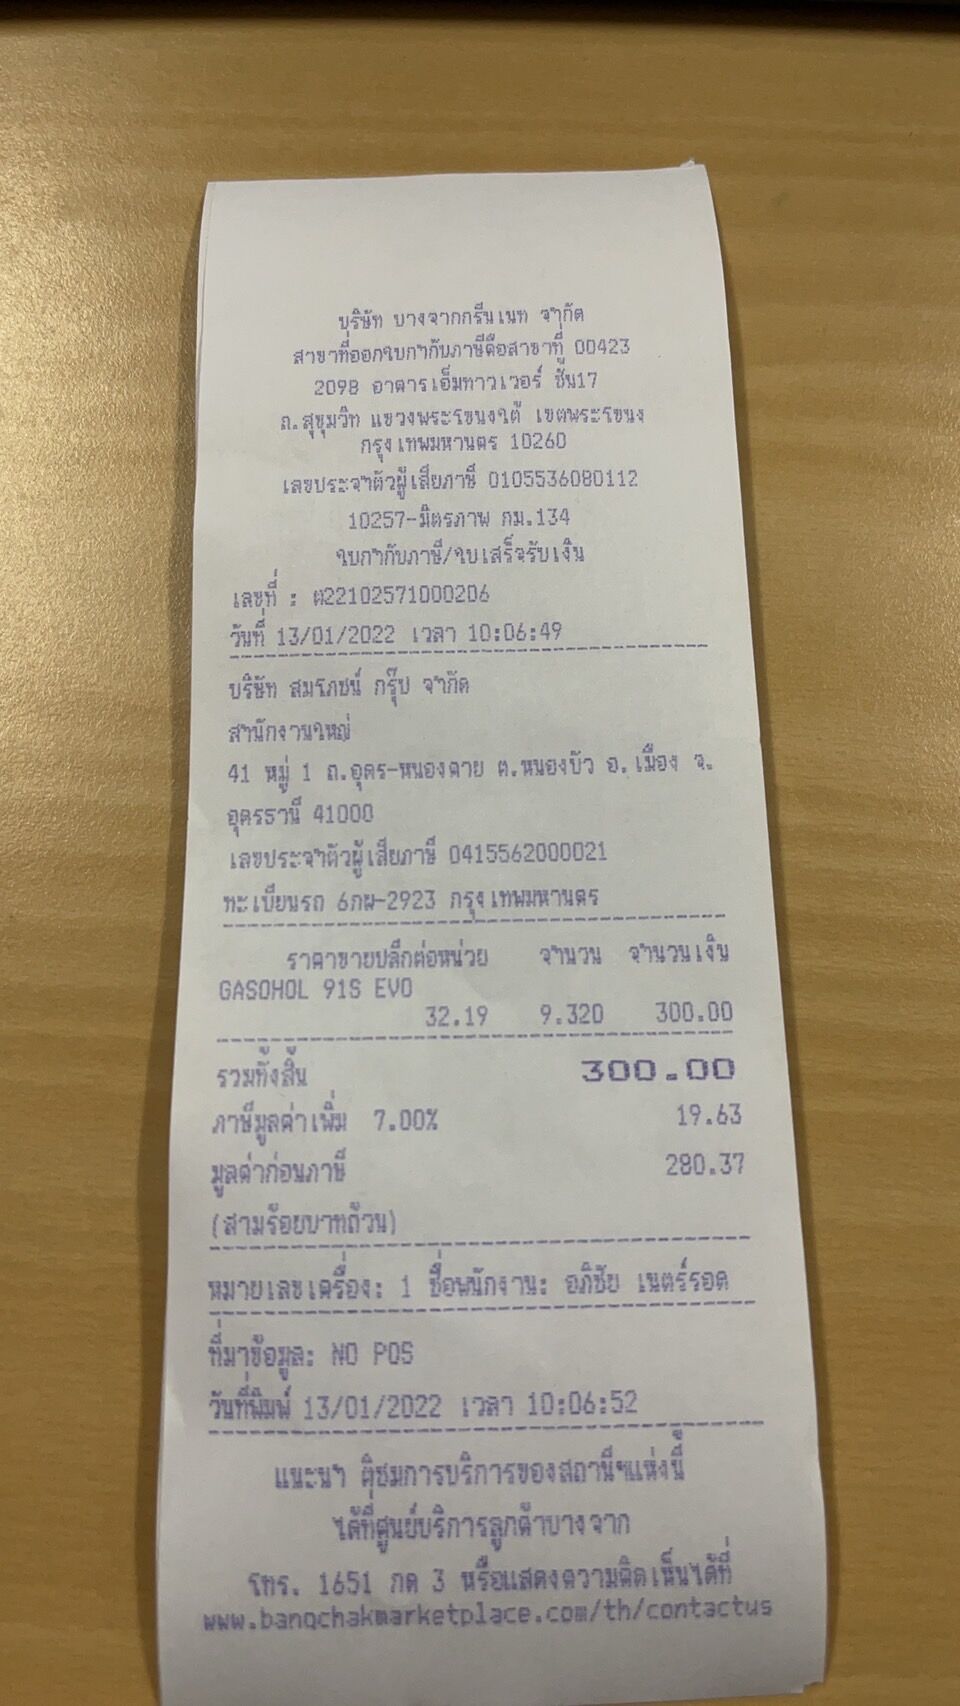 บริษัท บางจากกรีนเนท จำกัด
สาขาที่ออกใบกำกับภาษีคือสาขาที่ 00423
2098 อาคารเอ็มทาวเวอร์ ชั้น17
ถ.สุขุมวิท แขวงพระโขนงใต้ เขตพระโขนง
กรุงเทพมหานคร 10260
เลขประจำตัวผู้เสียภาษี 0105536080112
10257-มิตรภาพ กม.134
ใบกำกับภาษี/ใบเสร็จรับเงิน
เลขที่ : ต22102571000206
วันที่ 13/01/2022 เวลา 10:06:49
บริษัท สมโภชน์ กรุ๊ป จำกัด
สำนักงานใหญ่
41 หมู่ 1 ถ.อุดร-หนองคาย ต.หนองบัว อ.เมือง จ.
อุดรธานี 41000
เลขประจำตัวผู้เสียภาษี 0415562000021
ทะเบียนรถ 6กผ-2923 กรุงเทพมหานคร
ราคาขายปลีกต่อหน่วย จำนวน จำนวนเงิน
GASOHOL 91S EVO
32.19 9.320 300.00
รวมทั้งสิ้น 300.00
ภาษีมูลค่าเพิ่ม 7.00% 19.63
มูลค่าก่อนภาษี 280.37
(สามร้อยบาทถ้วน)
หมายเลขเครื่อง: 1 ชื่อพนักงาน: อภิชัย เนตร์รอด
ที่มาข้อมูล: NO POS
วันที่พิมพ์ 13/01/2022 เวลา 10:06:52
แนะนำ ติชมการบริการของสถานีฯแห่งนี้
ได้ที่ศูนย์บริการลูกค้าบางจาก
โทร. 1651 กด 3 หรือแสดงความคิดเห็นได้ที่
www.bangchakmarketplace.com/th/contactus